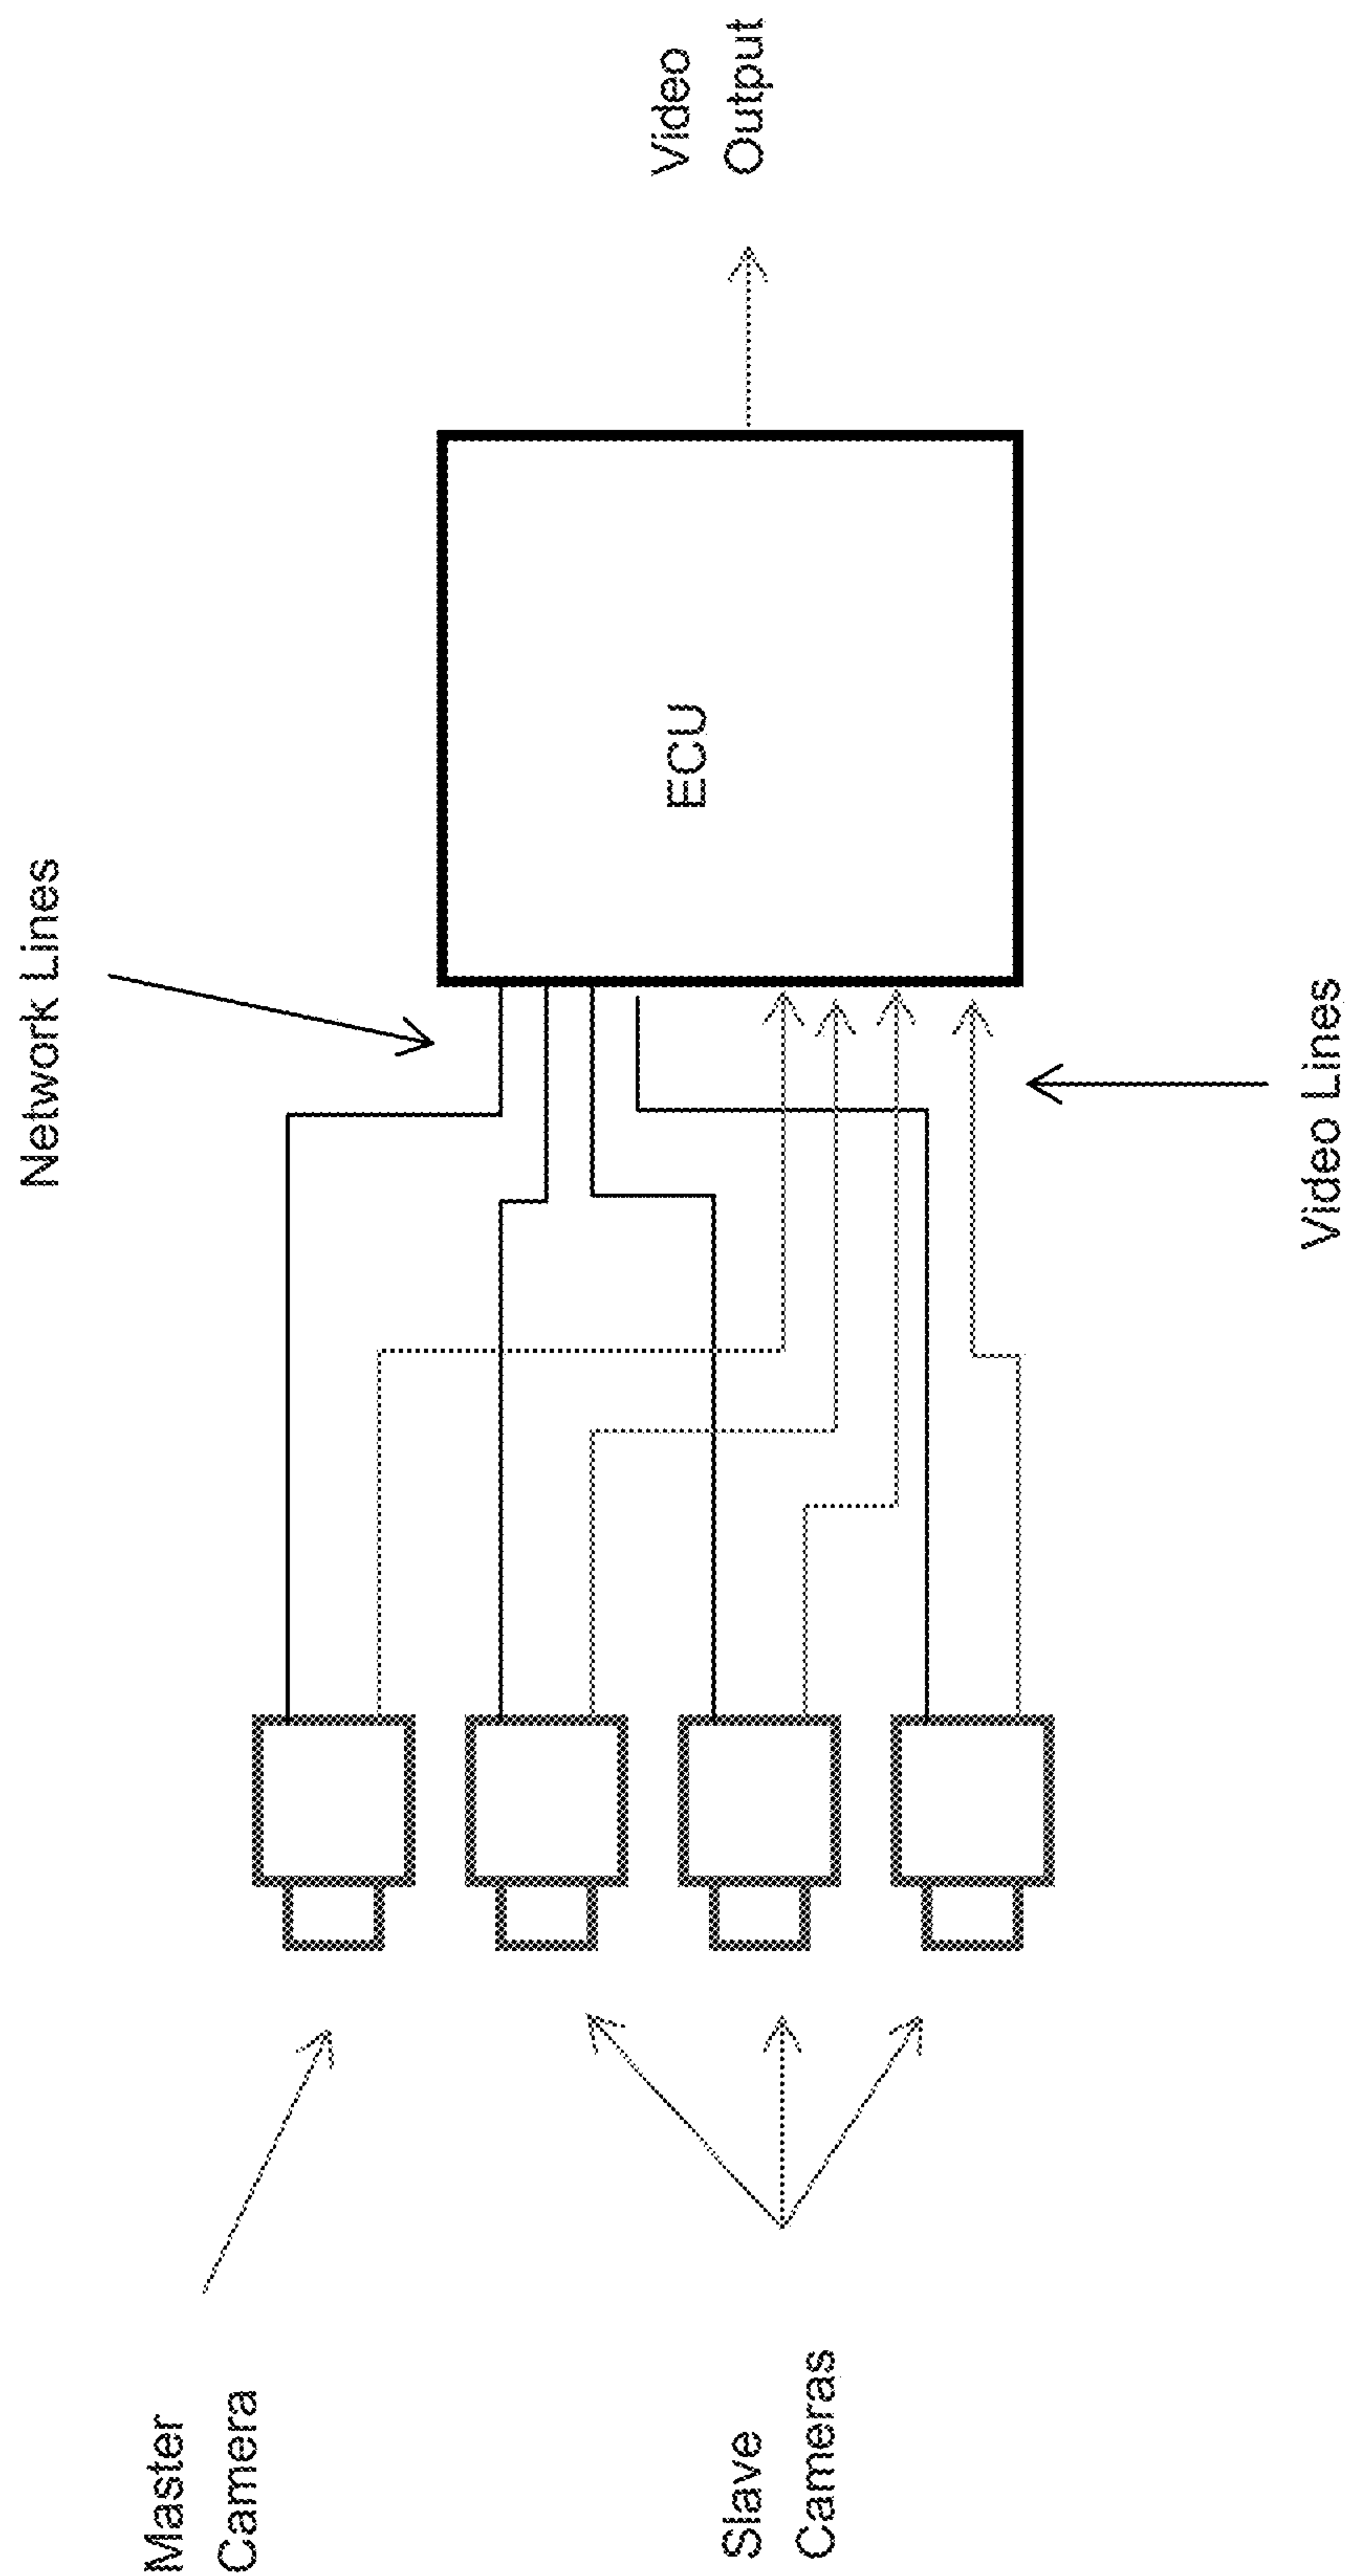 Network Lines
Master
Camera
ECU
Video
Output
Slave
Cameras
Video Lines